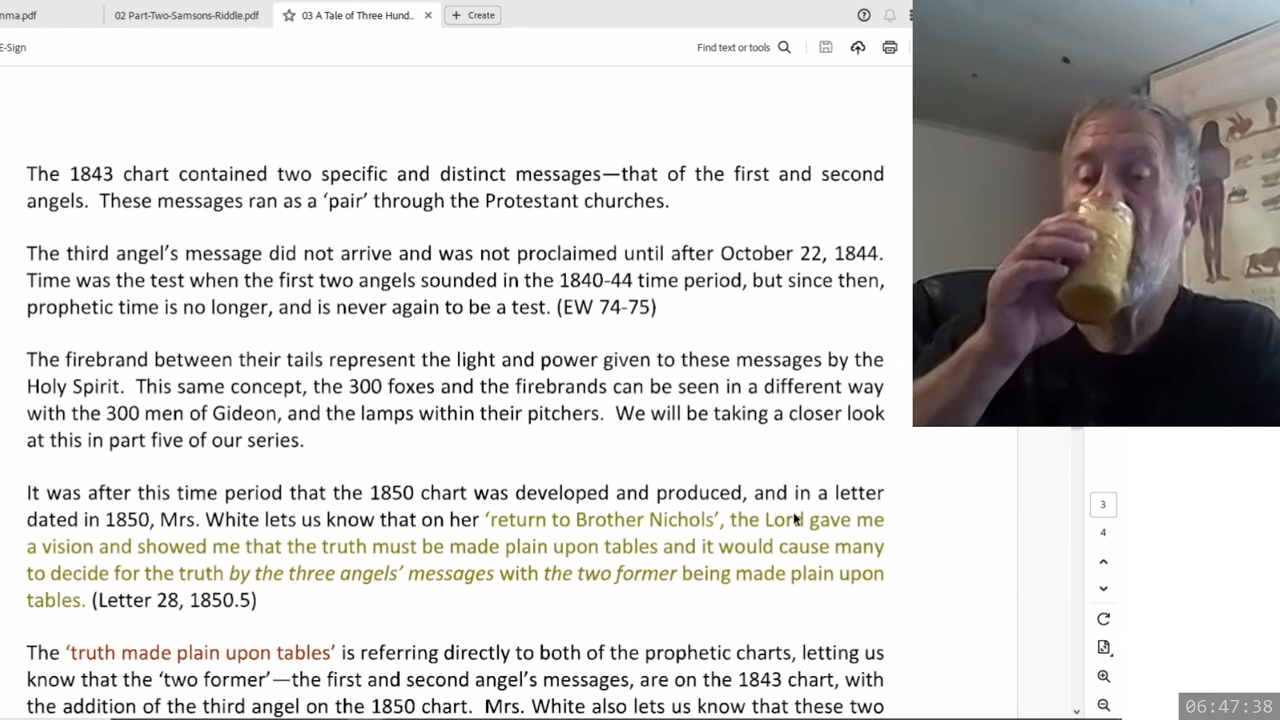 mma.pdf
02 Part-Two-Samsons-Riddle.pdf
03 A Tale of Three Hund...
Create
E-Sign
Find text or tools
The 1843 chart contained two specific and distinct messages—that of the first and second
angels. These messages ran as a ‘pair’ through the Protestant churches.
The third angel’s message did not arrive and was not proclaimed until after October 22, 1844.
Time was the test when the first two angels sounded in the 1840-44 time period, but since then,
prophetic time is no longer, and is never again to be a test. (EW 74-75)
The firebrand between their tails represent the light and power given to these messages by the
Holy Spirit. This same concept, the 300 foxes and the firebrands can be seen in a different way
with the 300 men of Gideon, and the lamps within their pitchers. We will be taking a closer look
at this in part five of our series.
It was after this time period that the 1850 chart was developed and produced, and in a letter
dated in 1850, Mrs. White lets us know that on her ‘return to Brother Nichols’, the Lord gave me
a vision and showed me that the truth must be made plain upon tables and it would cause many
to decide for the truth by the three angels’ messages with the two former being made plain upon
tables. (Letter 28, 1850.5)
The ‘truth made plain upon tables’ is referring directly to both of the prophetic charts, letting us
know that the ‘two former’—the first and second angel’s messages, are on the 1843 chart, with
the addition of the third angel on the 1850 chart. Mrs. White also lets us know that these two
3
4
06:47:38